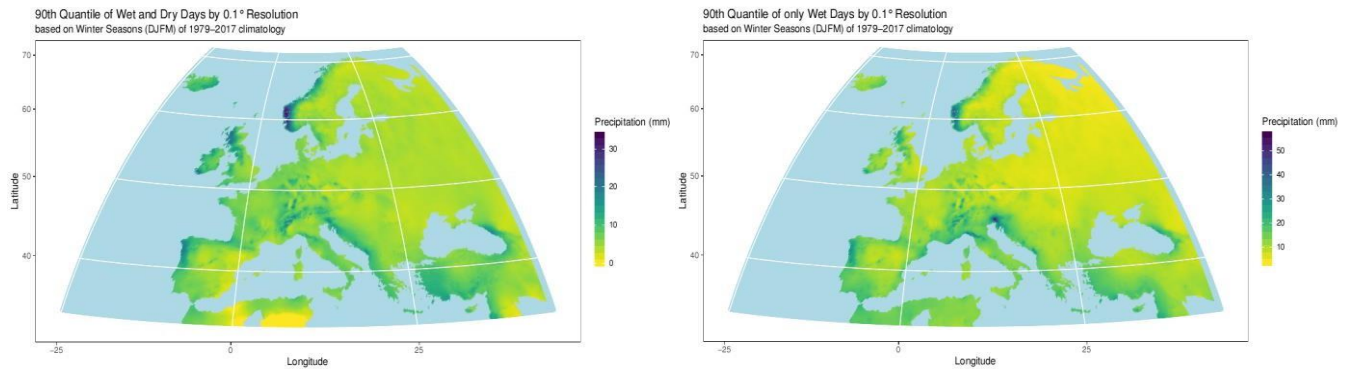 90th Quantile of Wet and Dry Days by 0.1° Resolution
based on Winter Seasons (DJFM) of 1979–2017 climatology
70
60
50
40
Latitude
−25
0
25
Longitude
Precipitation (mm)
30
20
10
0
90th Quantile of only Wet Days by 0.1° Resolution
based on Winter Seasons (DJFM) of 1979–2017 climatology
70
60
50
40
Latitude
−25
0
25
Longitude
Precipitation (mm)
50
40
30
20
10